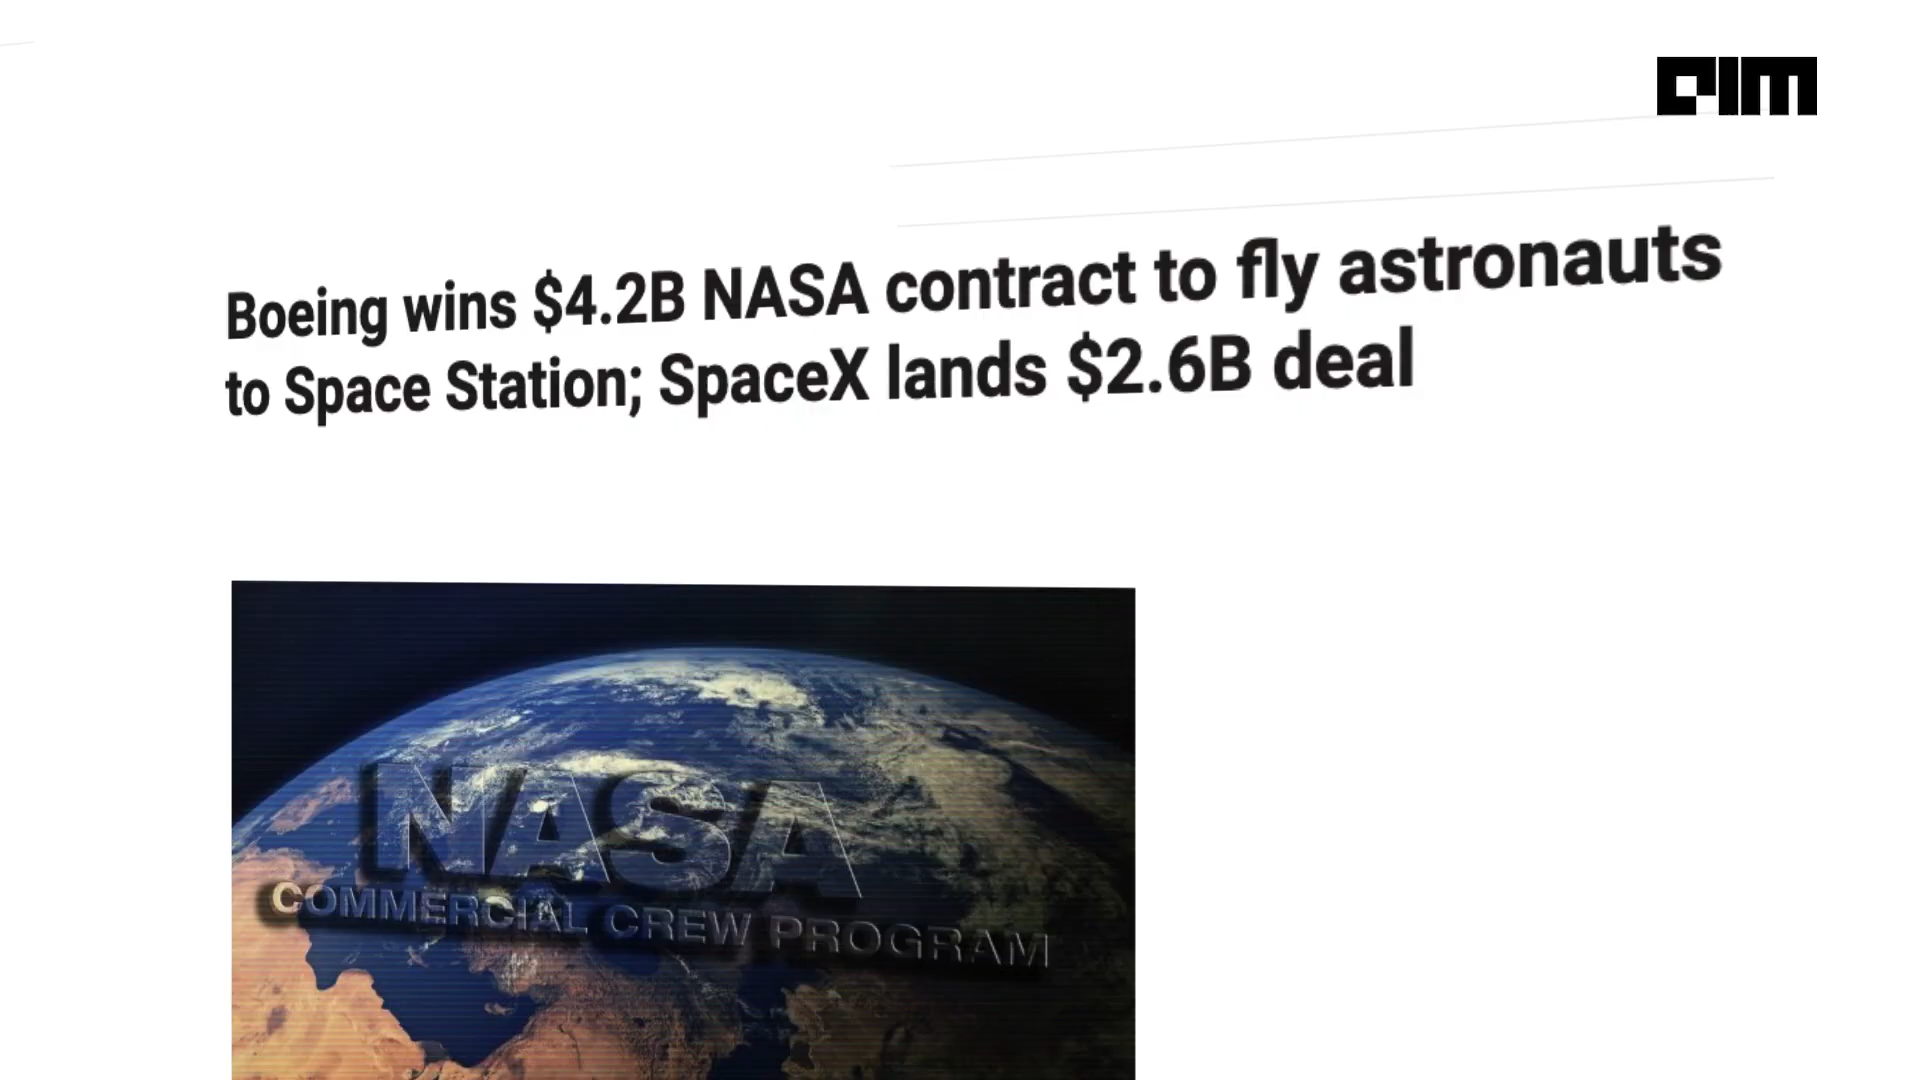 AIM
Boeing wins $4.2B NASA contract to fly astronauts
to Space Station; SpaceX lands $2.6B deal
NASA
COMMERCIAL CREW PROGRAM